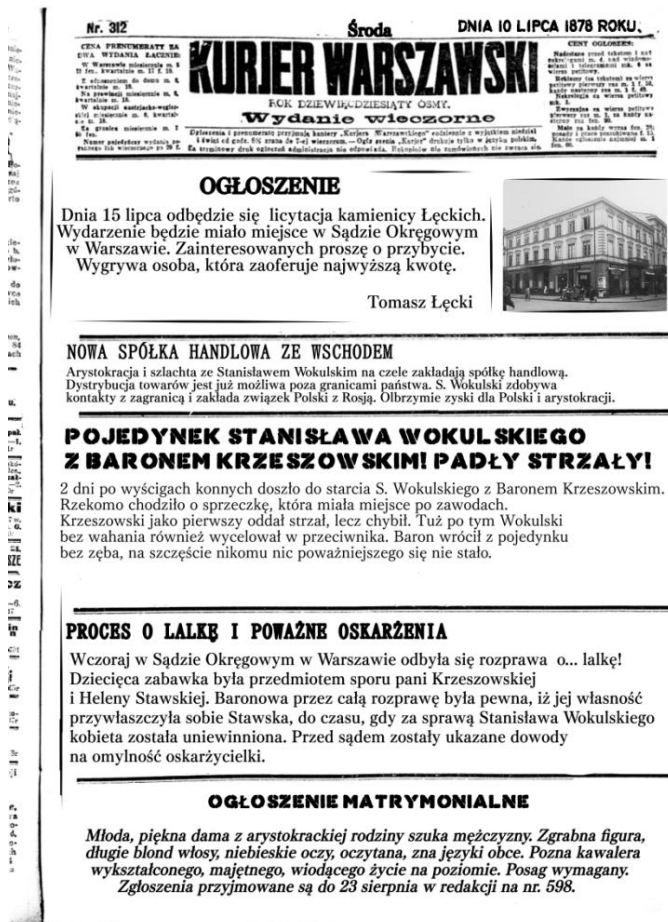 Nr. 312
Środa
DNIA 10 LIPCA 1878 ROKU.
CENA PRENUMERATY ZA
DWA WYDANIA ŁĄCZNIE:
CENY OGŁOSZEŃ:
KURJER WARSZAWSKI
ROK DZIEWIĘĆDZIESIĄTY ÓSMY.
Wydanie wieczorne
OGŁOSZENIE
Dnia 15 lipca odbędzie się licytacja kamienicy Łęckich.
Wydarzenie będzie miało miejsce w Sądzie Okręgowym
w Warszawie. Zainteresowanych proszę o przybycie.
Wygrywa osoba, która zaoferuje najwyższą kwotę.
Tomasz Łęcki
NOWA SPÓŁKA HANDLOWA ZE WSCHODEM
Arystokracja i szlachta ze Stanisławem Wokulskim na czele zakładają spółkę handlową.
Dystrybucja towarów jest już możliwa poza granicami państwa. S. Wokulski zdobywa
kontakty z zagranicą i zakłada związek Polski z Rosją. Olbrzymie zyski dla Polski i arystokracji.
POJEDYNEK STANISŁAWA WOKULSKIEGO
Z BARONEM KRZESZOWSKIM! PADŁY STRZAŁY!
2 dni po wyścigach konnych doszło do starcia S. Wokulskiego z Baronem Krzeszowskim.
Rzekomo chodziło o sprzeczkę, która miała miejsce po zawodach.
Krzeszowski jako pierwszy oddał strzał, lecz chybił. Tuż po tym Wokulski
bez wahania również wycelował w przeciwnika. Baron wrócił z pojedynku
bez zęba, na szczęście nikomu nic poważniejszego się nie stało.
PROCES O LALKĘ I POWAŻNE OSKARŻENIA
Wczoraj w Sądzie Okręgowym w Warszawie odbyła się rozprawa o... lalkę!
Dziecięca zabawka była przedmiotem sporu pani Krzeszowskiej
i Heleny Stawskiej. Baronowa przez całą rozprawę była pewna, iż jej własność
przywłaszczyła sobie Stawska, do czasu, gdy za sprawą Stanisława Wokulskiego
kobieta została uniewinniona. Przed sądem zostały ukazane dowody
na omylność oskarżycielki.
OGŁOSZENIE MATRYMONIALNE
Młoda, piękna dama z arystokrackiej rodziny szuka mężczyzny. Zgrabna figura,
długie blond włosy, niebieskie oczy, oczytana, zna języki obce. Pozna kawalera
wykształconego, majętnego, wiodącego życie na poziomie. Posag wymagany.
Zgłoszenia przyjmowane są do 23 sierpnia w redakcji na nr. 598.